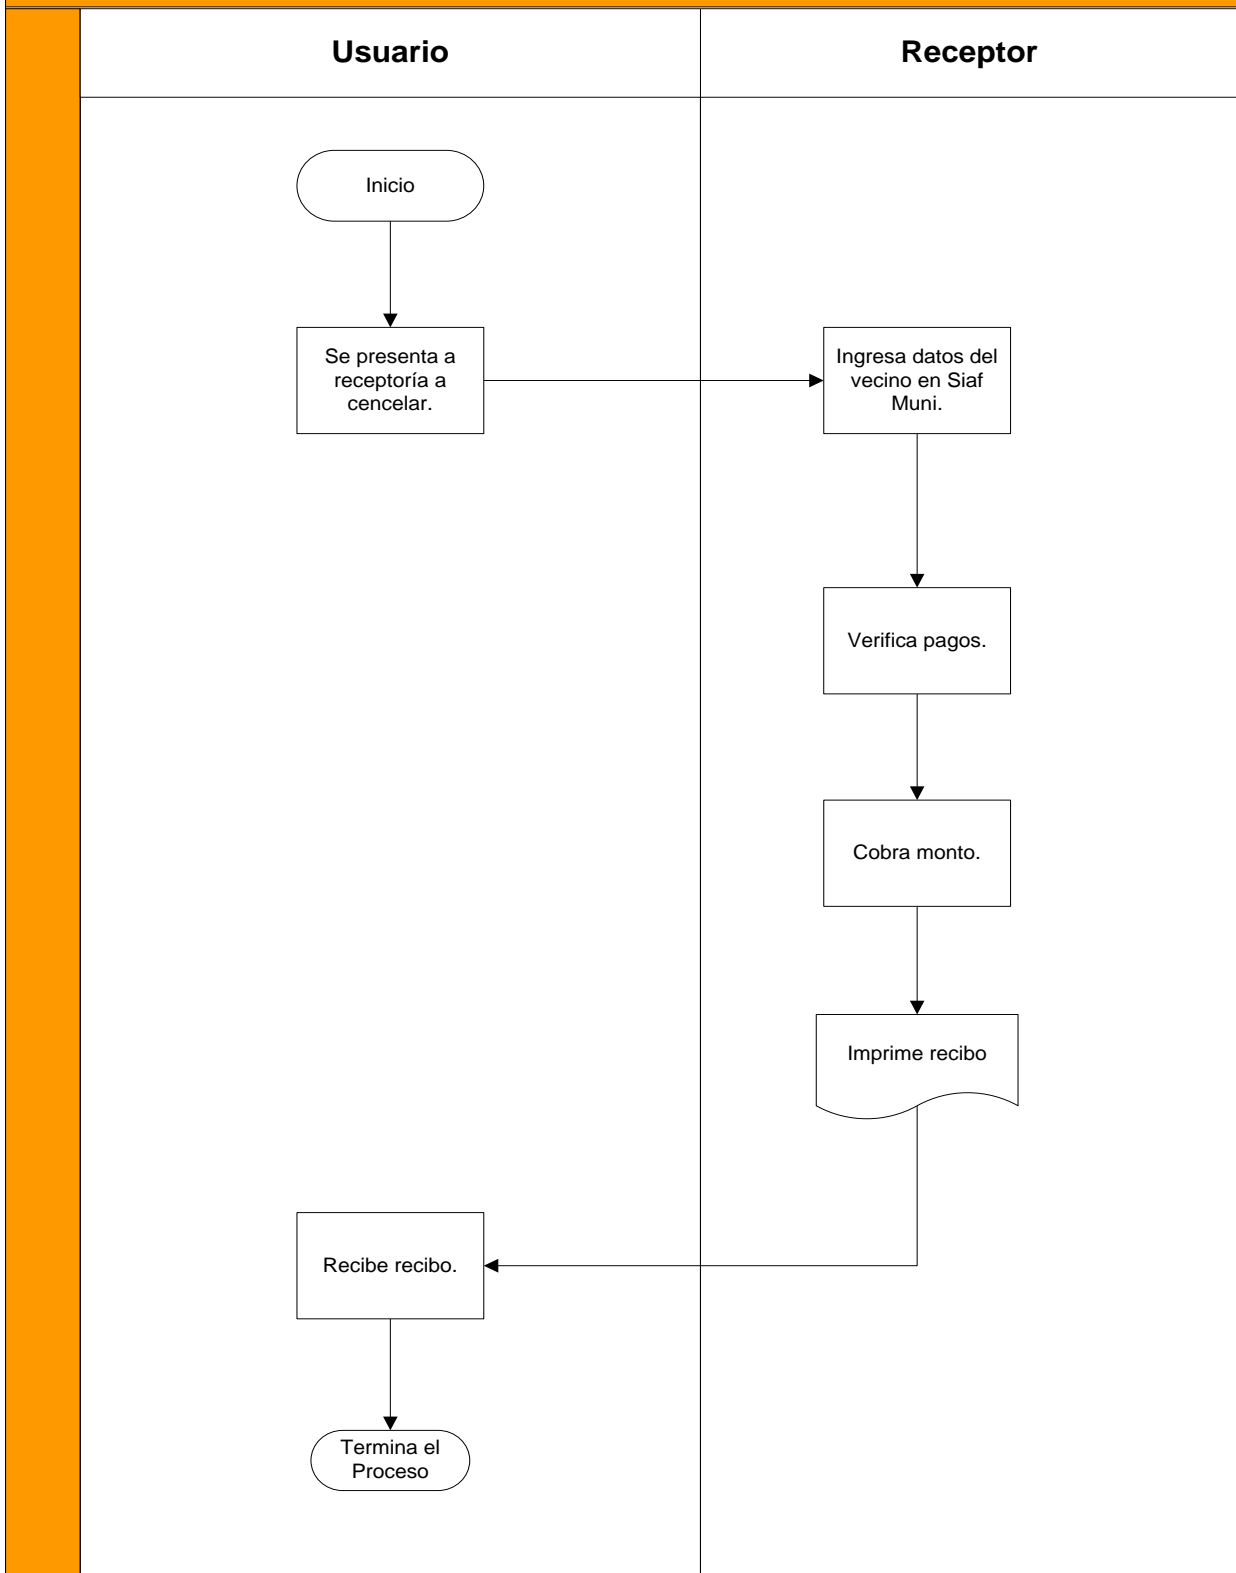 Usuario
Receptor
Inicio
Se presenta a
receptoría a
cencelar.
Ingresa datos del
vecino en Siaf
Muni.
Verifica pagos.
Cobra monto.
Imprime recibo
Recibe recibo.
Termina el
Proceso